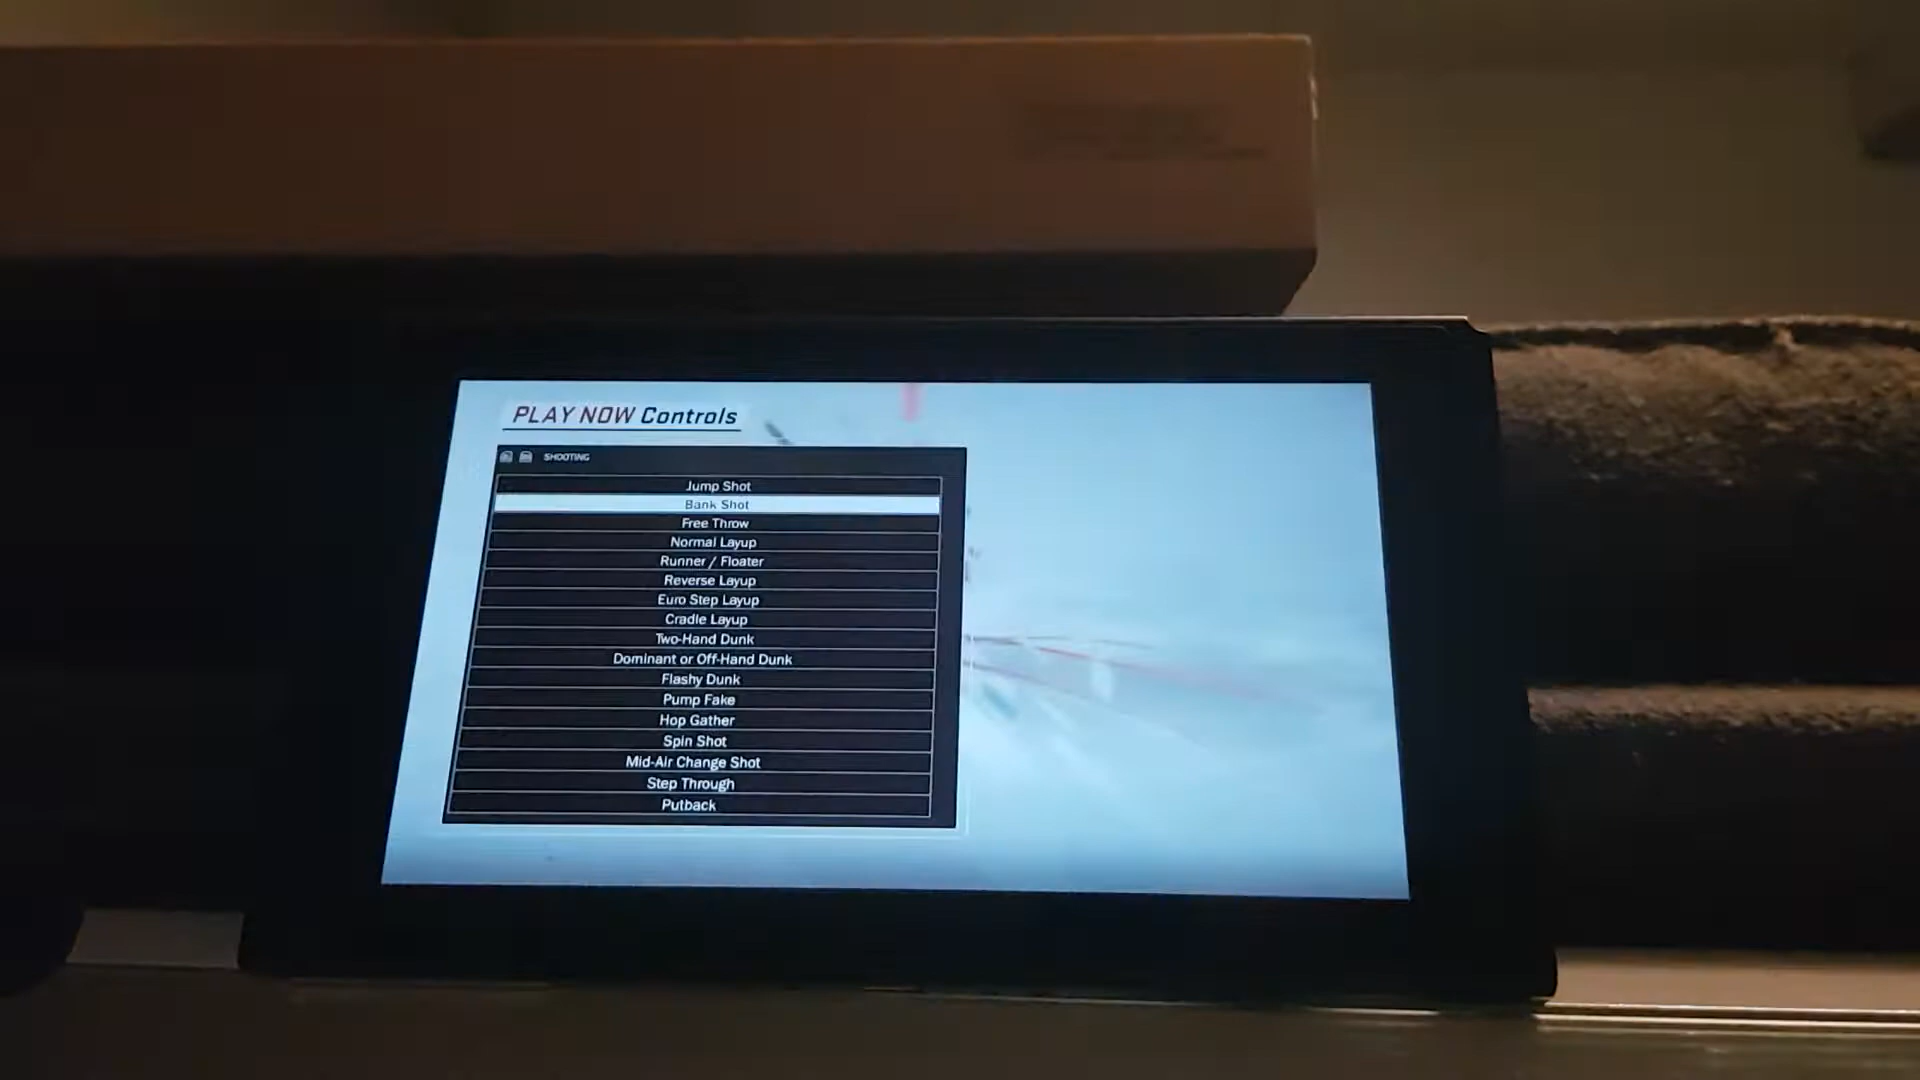 PLAY NOW Controls
SHOOTING
Jump Shot
Bank Shot
Free Throw
Normal Layup
Runner / Floater
Reverse Layup
Euro Step Layup
Cradle Layup
Two-Hand Dunk
Dominant or Off-Hand Dunk
Flashy Dunk
Pump Fake
Hop Gather
Spin Shot
Mid-Air Change Shot
Step Through
Putback